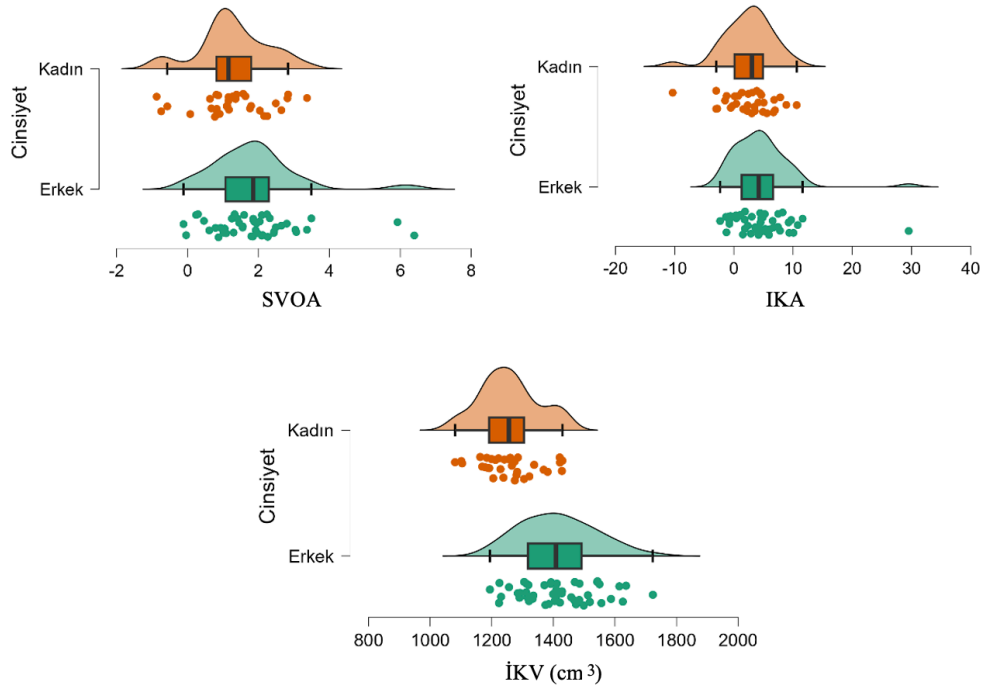 Cinsiyet
Kadın
Erkek
-2 0 2 4 6 8
SVOA
Cinsiyet
Kadın
Erkek
-20 -10 0 10 20 30 40
IKA
Cinsiyet
Kadın
Erkek
800 1000 1200 1400 1600 1800 2000
İKV (cm³)